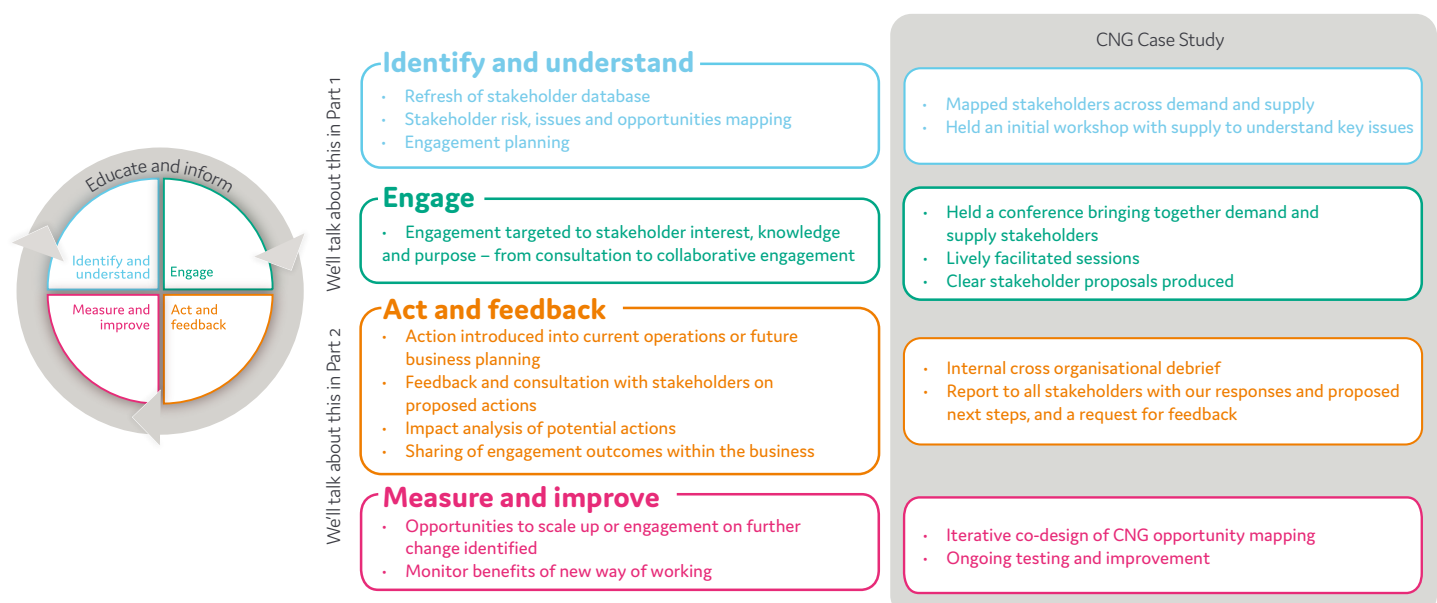 Educate and inform
Identify and
understand
Engage
Measure and
improve
Act and
feedback
We'll talk about this in Part 1
We'll talk about this in Part 2
Identify and understand
• Refresh of stakeholder database
• Stakeholder risk, issues and opportunities mapping
• Engagement planning
Engage
• Engagement targeted to stakeholder interest, knowledge
and purpose – from consultation to collaborative engagement
Act and feedback
• Action introduced into current operations or future
business planning
• Feedback and consultation with stakeholders on
proposed actions
• Impact analysis of potential actions
• Sharing of engagement outcomes within the business
Measure and improve
• Opportunities to scale up or engagement on further
change identified
• Monitor benefits of new way of working
CNG Case Study
• Mapped stakeholders across demand and supply
• Held an initial workshop with supply to understand key issues
• Held a conference bringing together demand and
supply stakeholders
• Lively facilitated sessions
• Clear stakeholder proposals produced
• Internal cross organisational debrief
• Report to all stakeholders with our responses and proposed
next steps, and a request for feedback
• Iterative co-design of CNG opportunity mapping
• Ongoing testing and improvement